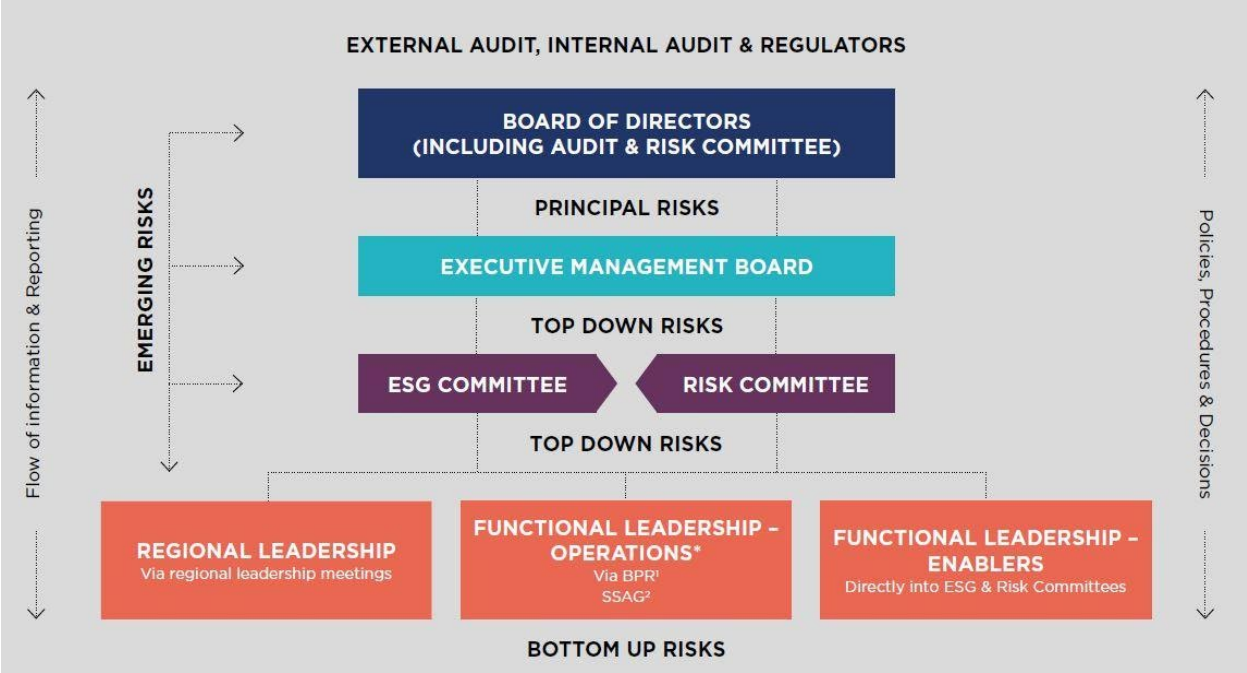 EXTERNAL AUDIT, INTERNAL AUDIT & REGULATORS
BOARD OF DIRECTORS
(INCLUDING AUDIT & RISK COMMITTEE)
PRINCIPAL RISKS
EXECUTIVE MANAGEMENT BOARD
TOP DOWN RISKS
ESG COMMITTEE
RISK COMMITTEE
TOP DOWN RISKS
EMERGING RISKS
Flow of information & Reporting
Policies, Procedures & Decisions
REGIONAL LEADERSHIP
Via regional leadership meetings
FUNCTIONAL LEADERSHIP –
OPERATIONS*
Via BPR¹
SSAG²
FUNCTIONAL LEADERSHIP –
ENABLERS
Directly into ESG & Risk Committees
BOTTOM UP RISKS